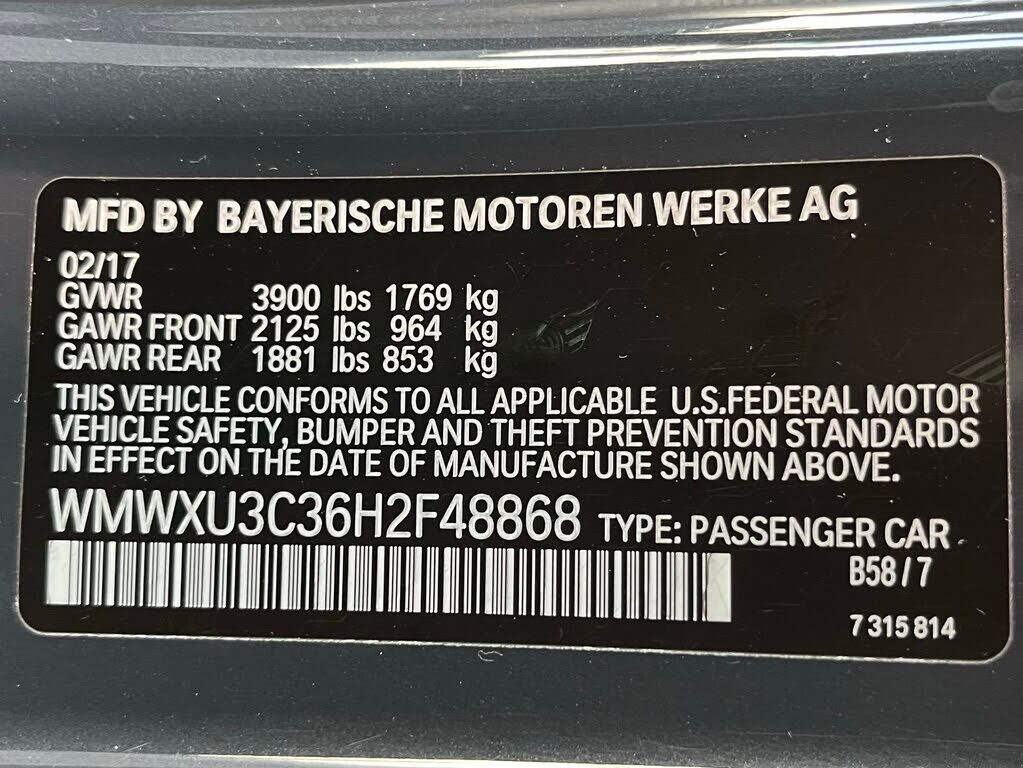 MFD BY BAYERISCHE MOTOREN WERKE AG
02/17
GVWR 3900 lbs 1769 kg
GAWR FRONT 2125 lbs 964 kg
GAWR REAR 1881 lbs 853 kg
THIS VEHICLE CONFORMS TO ALL APPLICABLE U.S.FEDERAL MOTOR
VEHICLE SAFETY, BUMPER AND THEFT PREVENTION STANDARDS
IN EFFECT ON THE DATE OF MANUFACTURE SHOWN ABOVE.
WMWXU3C36H2F48868 TYPE: PASSENGER CAR
B58 / 7
7 315 814